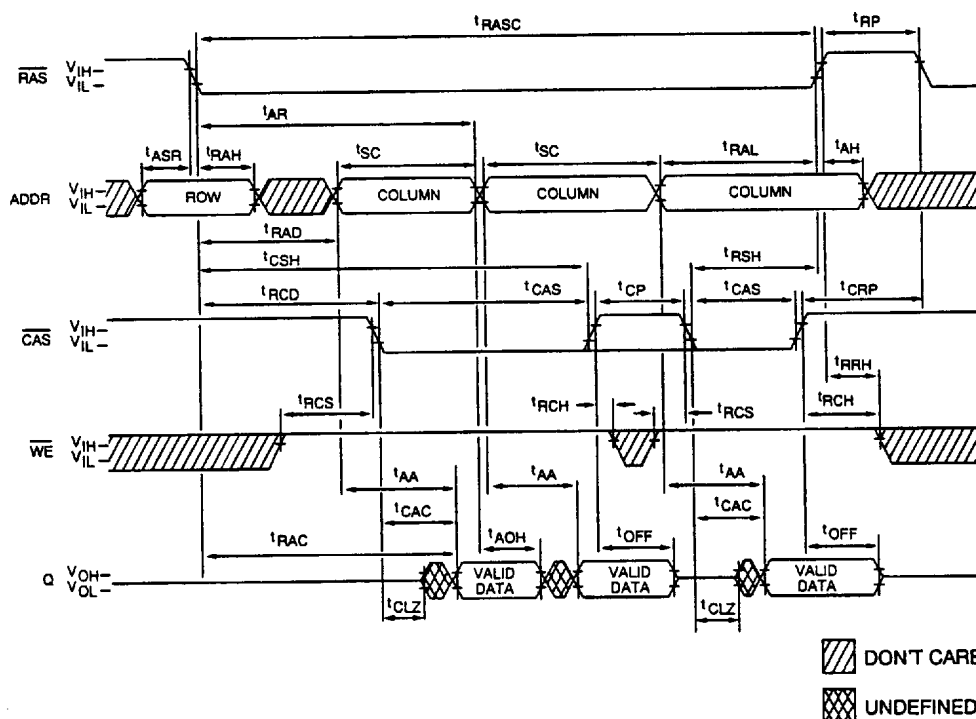 tRASC tRP
RAS VIH VIL
tAR
tASR tRAH tSC tSC tRAL tAH
ADDR VIH VIL ROW COLUMN COLUMN COLUMN
tRAD
tCSH tRSH
tRCD tCAS tCP tCAS tCRP
CAS VIH VIL
tRRH
tRCS tRCH tRCS tRCH
WE VIH VIL
tAA tAA tAA
tCAC tCAC
tRAC tAOH tOFF tOFF
Q VOH VOL VALID DATA VALID DATA VALID DATA
tCLZ tCLZ
DON'T CARE
UNDEFINED